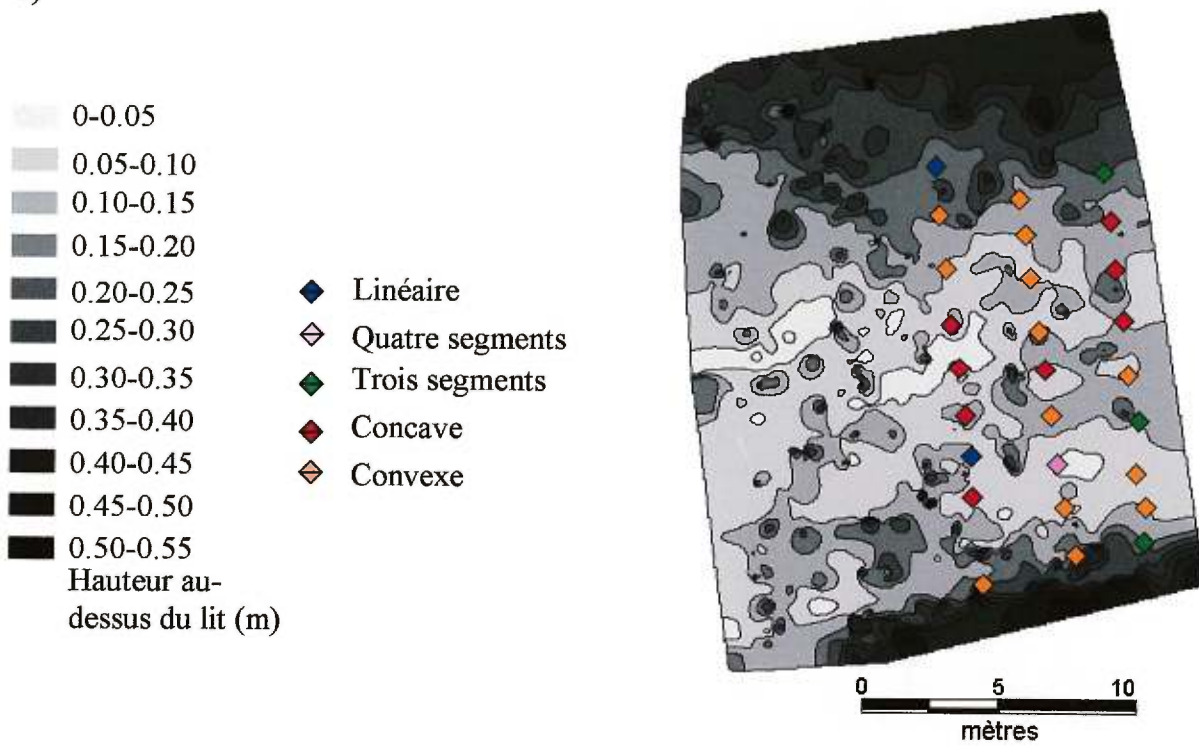 0-0.05
0.05-0.10
0.10-0.15
0.15-0.20
0.20-0.25
0.25-0.30
0.30-0.35
0.35-0.40
0.40-0.45
0.45-0.50
0.50-0.55
Hauteur au-
dessus du lit (m)
Linéaire
Quatre segments
Trois segments
Concave
Convexe
0 5 10
mètres